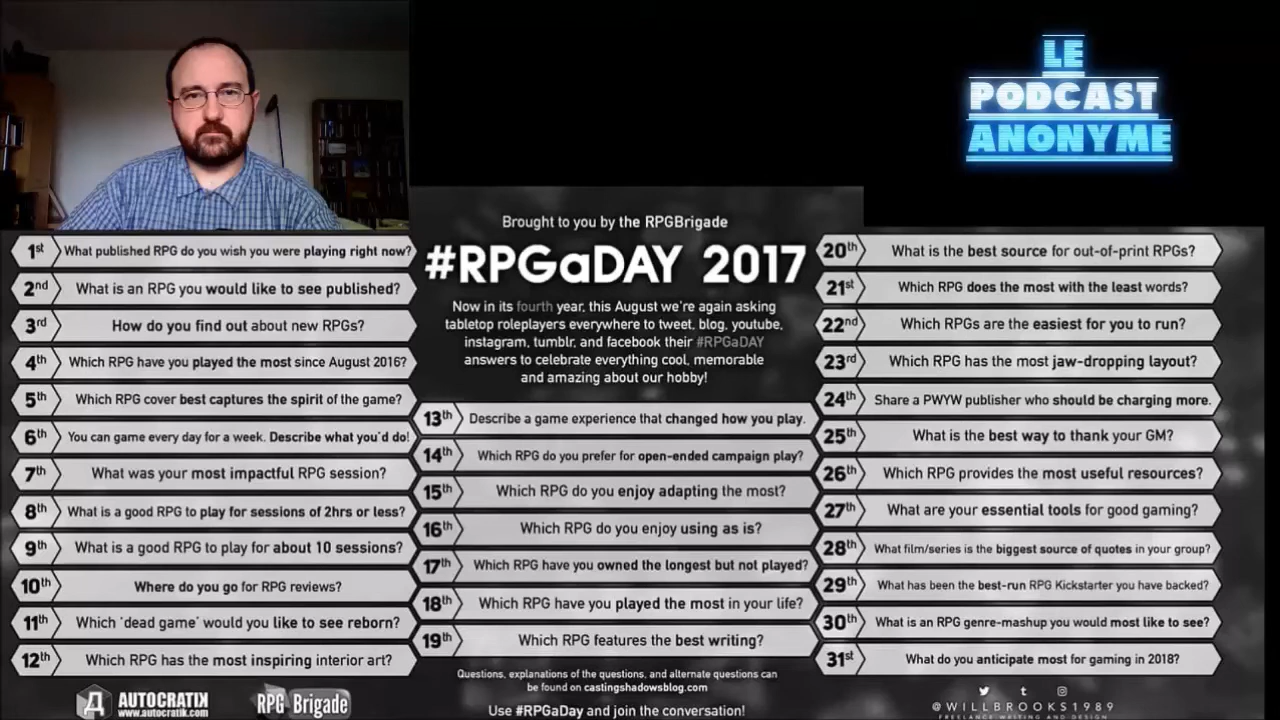 LE
PODCAST
ANONYME
Brought to you by the RPGBrigade
#RPGaDAY 2017
Now in its fourth year, this August we're again asking
tabletop roleplayers everywhere to tweet, blog, youtube,
instagram, tumblr, and facebook their #RPGaDAY
answers to celebrate everything cool, memorable
and amazing about our hobby!
1st What published RPG do you wish you were playing right now?
2nd What is an RPG you would like to see published?
3rd How do you find out about new RPGs?
4th Which RPG have you played the most since August 2016?
5th Which RPG cover best captures the spirit of the game?
6th You can game every day for a week. Describe what you'd do!
7th What was your most impactful RPG session?
8th What is a good RPG to play for sessions of 2hrs or less?
9th What is a good RPG to play for about 10 sessions?
10th Where do you go for RPG reviews?
11th Which 'dead game' would you like to see reborn?
12th Which RPG has the most inspiring interior art?
13th Describe a game experience that changed how you play.
14th Which RPG do you prefer for open-ended campaign play?
15th Which RPG do you enjoy adapting the most?
16th Which RPG do you enjoy using as is?
17th Which RPG have you owned the longest but not played?
18th Which RPG have you played the most in your life?
19th Which RPG features the best writing?
20th What is the best source for out-of-print RPGs?
21st Which RPG does the most with the least words?
22nd Which RPGs are the easiest for you to run?
23rd Which RPG has the most jaw-dropping layout?
24th Share a PWYW publisher who should be charging more.
25th What is the best way to thank your GM?
26th Which RPG provides the most useful resources?
27th What are your essential tools for good gaming?
28th What film/series is the biggest source of quotes in your group?
29th What has been the best-run RPG Kickstarter you have backed?
30th What is an RPG genre-mashup you would most like to see?
31st What do you anticipate most for gaming in 2018?
AUTOCRATIK
www.autocratik.com
RPG Brigade
Questions, explanations of the questions, and alternate questions can
be found on castingshadowsblog.com
Use #RPGaDay and join the conversation!
@WILLBROOKS1989
FREELANCE WRITING AND DESIGN